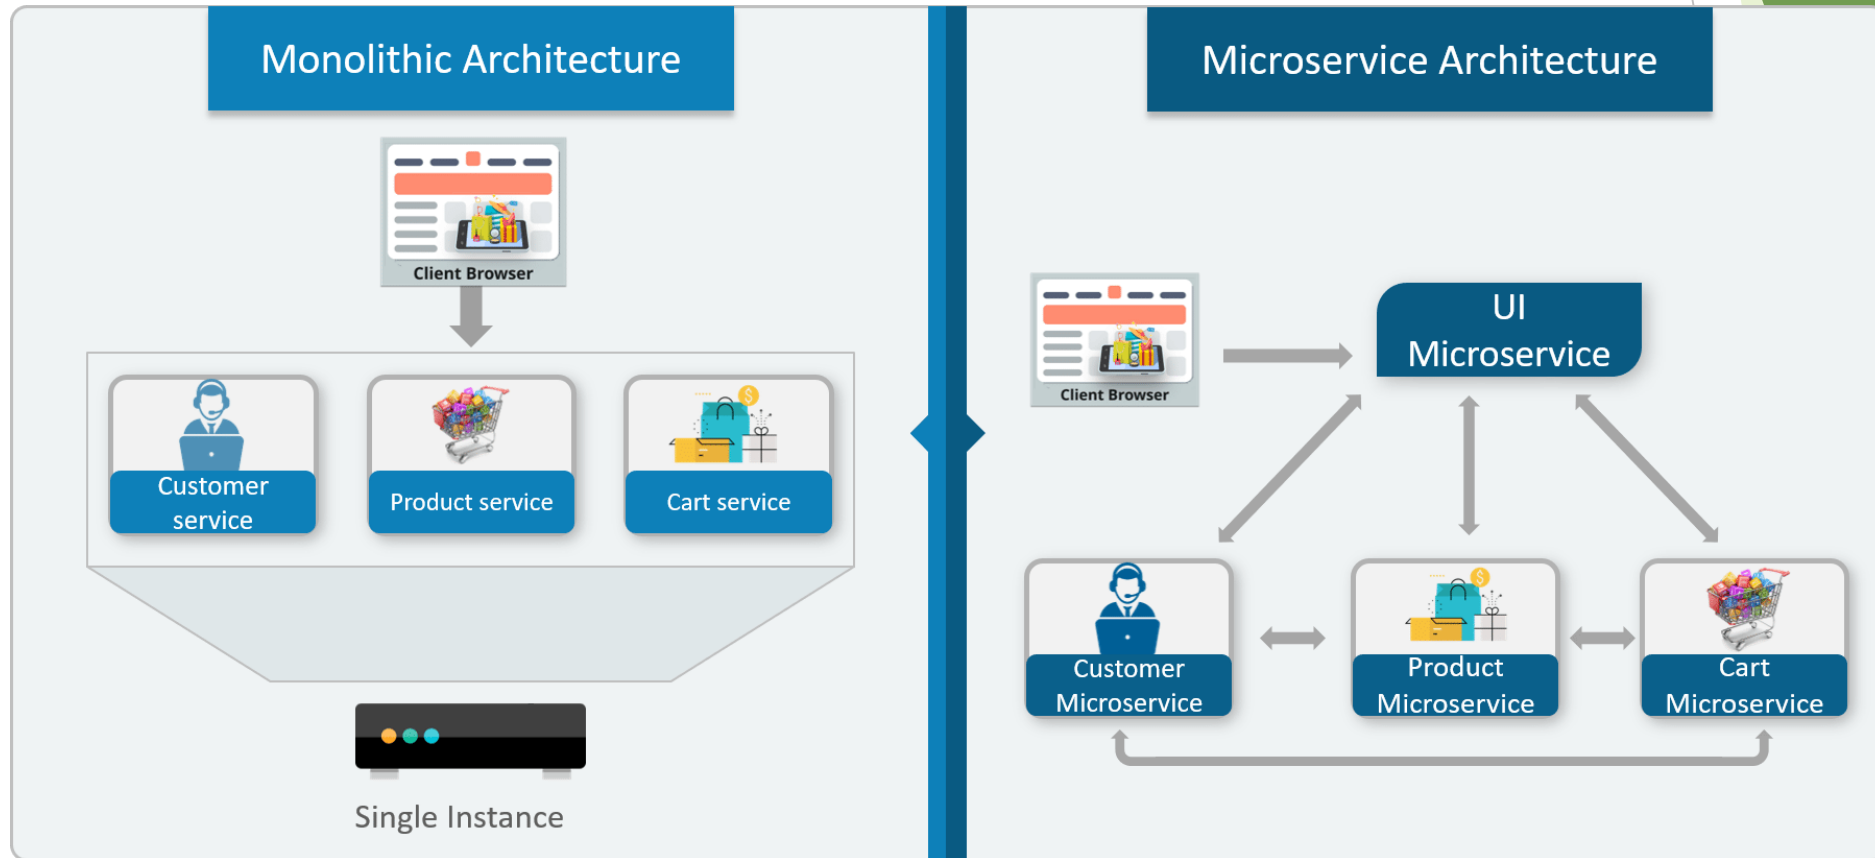 Monolithic Architecture
Client Browser
Customer
service
Product service
Cart service
Single Instance
Microservice Architecture
Client Browser
UI
Microservice
Customer
Microservice
Product
Microservice
Cart
Microservice